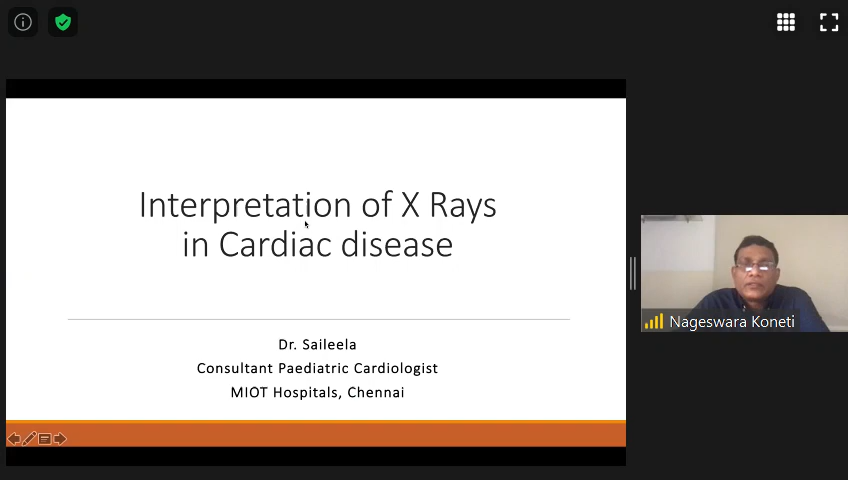 Interpretation of X Rays
in Cardiac disease
Dr. Saileela
Consultant Paediatric Cardiologist
MIOT Hospitals, Chennai
Nageswara Koneti